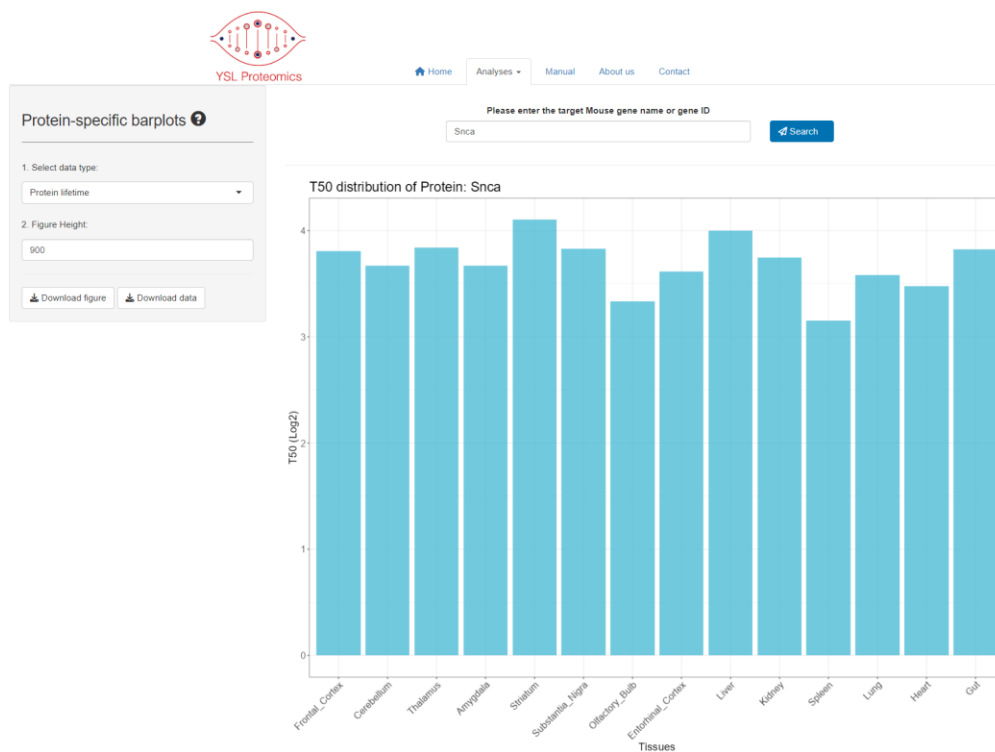 YSL Proteomics
Home Analyses Manual About us Contact
Protein-specific barplots ?
1. Select data type:
Protein lifetime
2. Figure Height:
900
Download figure Download data
Please enter the target Mouse gene name or gene ID
Snca Search
T50 distribution of Protein: Snca
T50 (Log2)
4
3
2
1
0
Frontal_Cortex
Cerebellum
Thalamus
Amygdala
Striatum
Substantia_Nigra
Olfactory_Bulb
Entorhinal_Cortex
Liver
Kidney
Spleen
Lung
Heart
Gut
Tissues